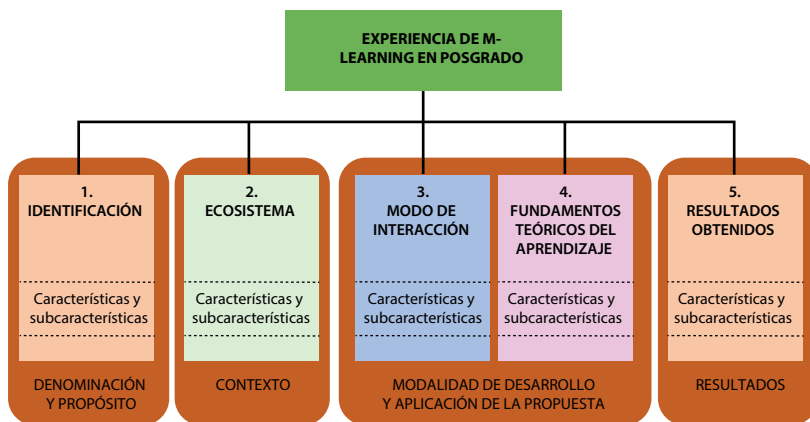 EXPERIENCIA DE M-
LEARNING EN POSGRADO
1.
IDENTIFICACIÓN
Características y
subcaracterísticas
DENOMINACIÓN
Y PROPÓSITO
2.
ECOSISTEMA
Características y
subcaracterísticas
CONTEXTO
3.
MODO DE
INTERACCIÓN
Características y
subcaracterísticas
4.
FUNDAMENTOS
TEÓRICOS DEL
APRENDIZAJE
Características y
subcaracterísticas
MODALIDAD DE DESARROLLO
Y APLICACIÓN DE LA PROPUESTA
5.
RESULTADOS
OBTENIDOS
Características y
subcaracterísticas
RESULTADOS